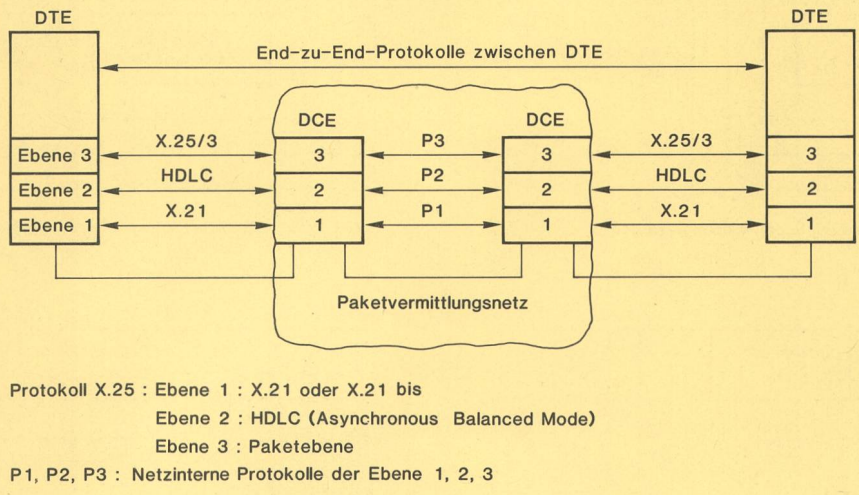 DTE DTE
End-zu-End-Protokolle zwischen DTE
DCE DCE
Ebene 3 X.25/3 3 P3 3 X.25/3 3
Ebene 2 HDLC 2 P2 2 HDLC 2
Ebene 1 X.21 1 P1 1 X.21 1
Paketvermittlungsnetz
Protokoll X.25 : Ebene 1 : X.21 oder X.21 bis
Ebene 2 : HDLC (Asynchronous Balanced Mode)
Ebene 3 : Paketebene
P1, P2, P3 : Netzinterne Protokolle der Ebene 1, 2, 3